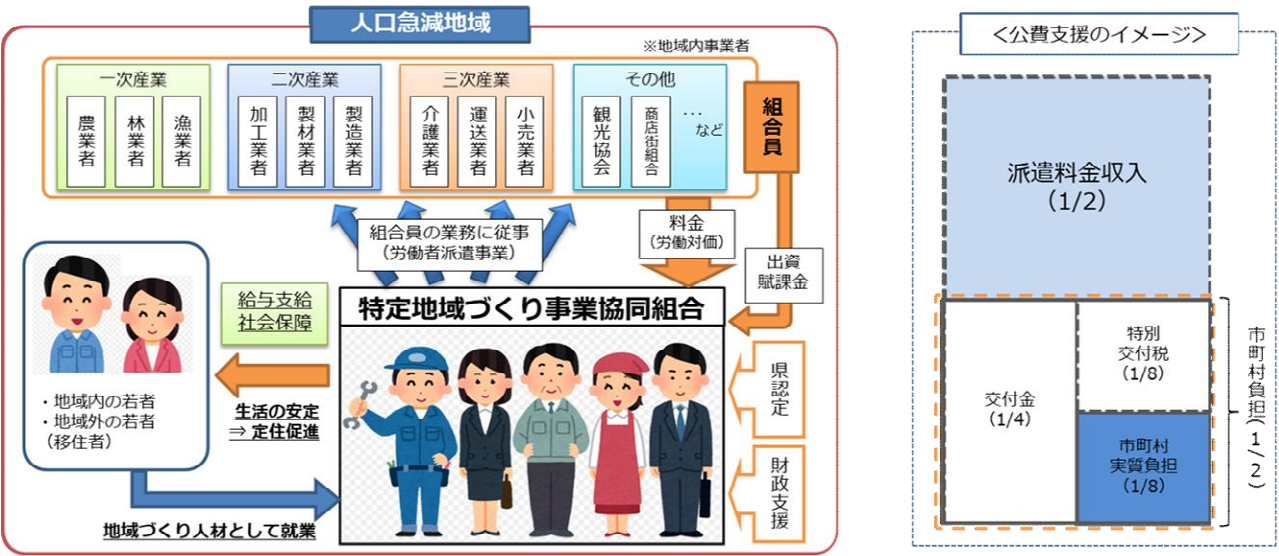 人口急減地域
※地域内事業者
一次産業
農業者
林業者
漁業者
二次産業
加工業者
製材業者
製造業者
三次産業
介護業者
運送業者
小売業者
その他
観光協会
商店街組合
…
など
組合員
組合員の業務に従事
（労働者派遣事業）
料金
（労働対価）
出資
賦課金
特定地域づくり事業協同組合
給与支給
社会保障
生活の安定
⇒ 定住促進
・地域内の若者
・地域外の若者
（移住者）
地域づくり人材として就業
県認定
財政支援
＜公費支援のイメージ＞
派遣料金収入
（1/2）
交付金
（1/4）
特別
交付税
（1/8）
市町村
実質負担
（1/8）
市町村負担(1/2)